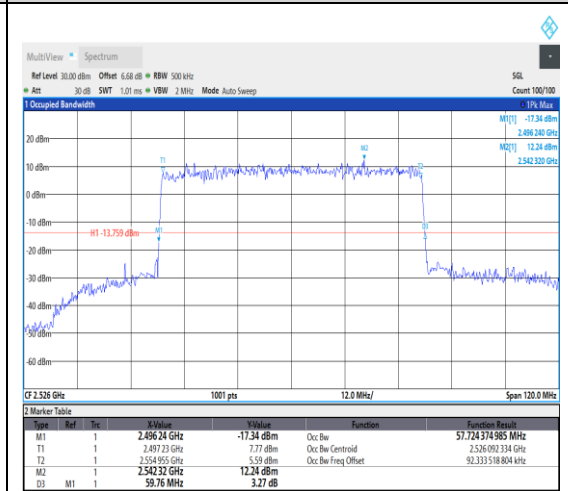 MultiView Spectrum
Ref Level 30.00 dBm Offset 6.68 dB RBW 500 kHz SGL
Att 30 dB SWT 1.01 ms VBW 2 MHz Mode Auto Sweep Count 100/100
1 Occupied Bandwidth 1Pk Max
M1[1] -17.34 dBm
2.496 240 GHz
M2[1] 12.24 dBm
2.542 320 GHz
20 dBm
M2
T1
T2
10 dBm
0 dBm
-10 dBm
H1 -13.759 dBm
M1
D3
-20 dBm
-30 dBm
-40 dBm
-50 dBm
-60 dBm
CF 2.526 GHz 1001 pts 12.0 MHz/ Span 120.0 MHz
2 Marker Table
Type Ref Trc X-Value Y-Value Function Function Result
M1 1 2.496 24 GHz -17.34 dBm Occ Bw 57.724 374 985 MHz
T1 1 2.497 23 GHz 7.77 dBm Occ Bw Centroid 2.526 092 334 GHz
T2 1 2.554 955 GHz 5.59 dBm Occ Bw Freq Offset 92.333 518 804 kHz
M2 1 2.542 32 GHz 12.24 dBm
D3 M1 1 59.76 MHz 3.27 dB